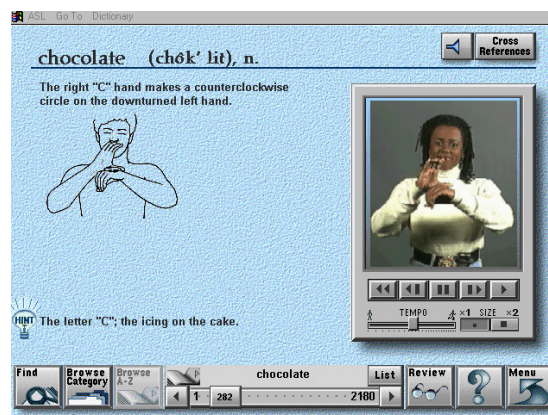 ASL Go To Dictionary
Cross
References
chocolate (chôk' lit), n.
The right "C" hand makes a counterclockwise
circle on the downturned left hand.
TEMPO ×1 SIZE ×2
HINT
The letter "C"; the icing on the cake.
Find
Browse
Category
Browse
A-Z
chocolate
List
1 282 2180
Review
?
Menu